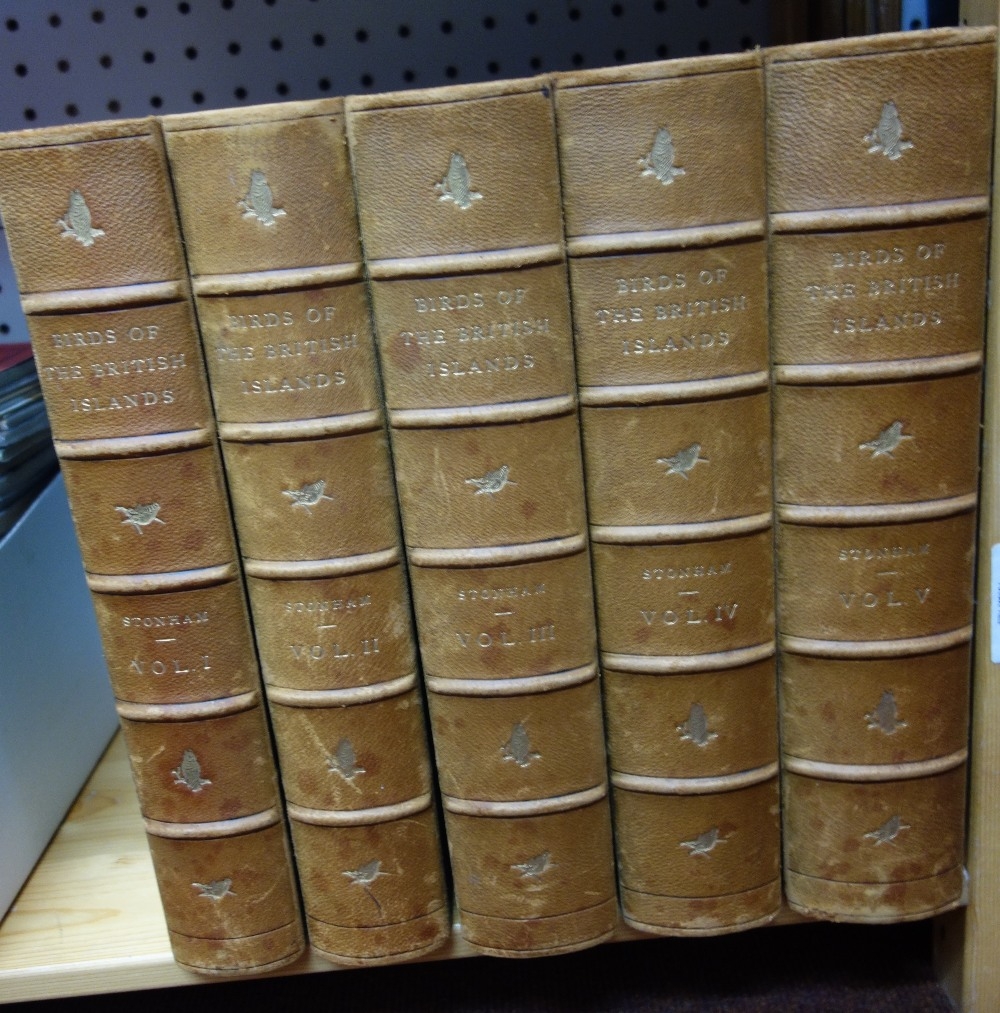 BIRDS OF
THE BRITISH
ISLANDS
STONHAM
VOL. I
BIRDS OF
THE BRITISH
ISLANDS
STONHAM
VOL. II
BIRDS OF
THE BRITISH
ISLANDS
STONHAM
VOL. III
BIRDS OF
THE BRITISH
ISLANDS
STONHAM
VOL. IV
BIRDS OF
THE BRITISH
ISLANDS
STONHAM
VOL. V